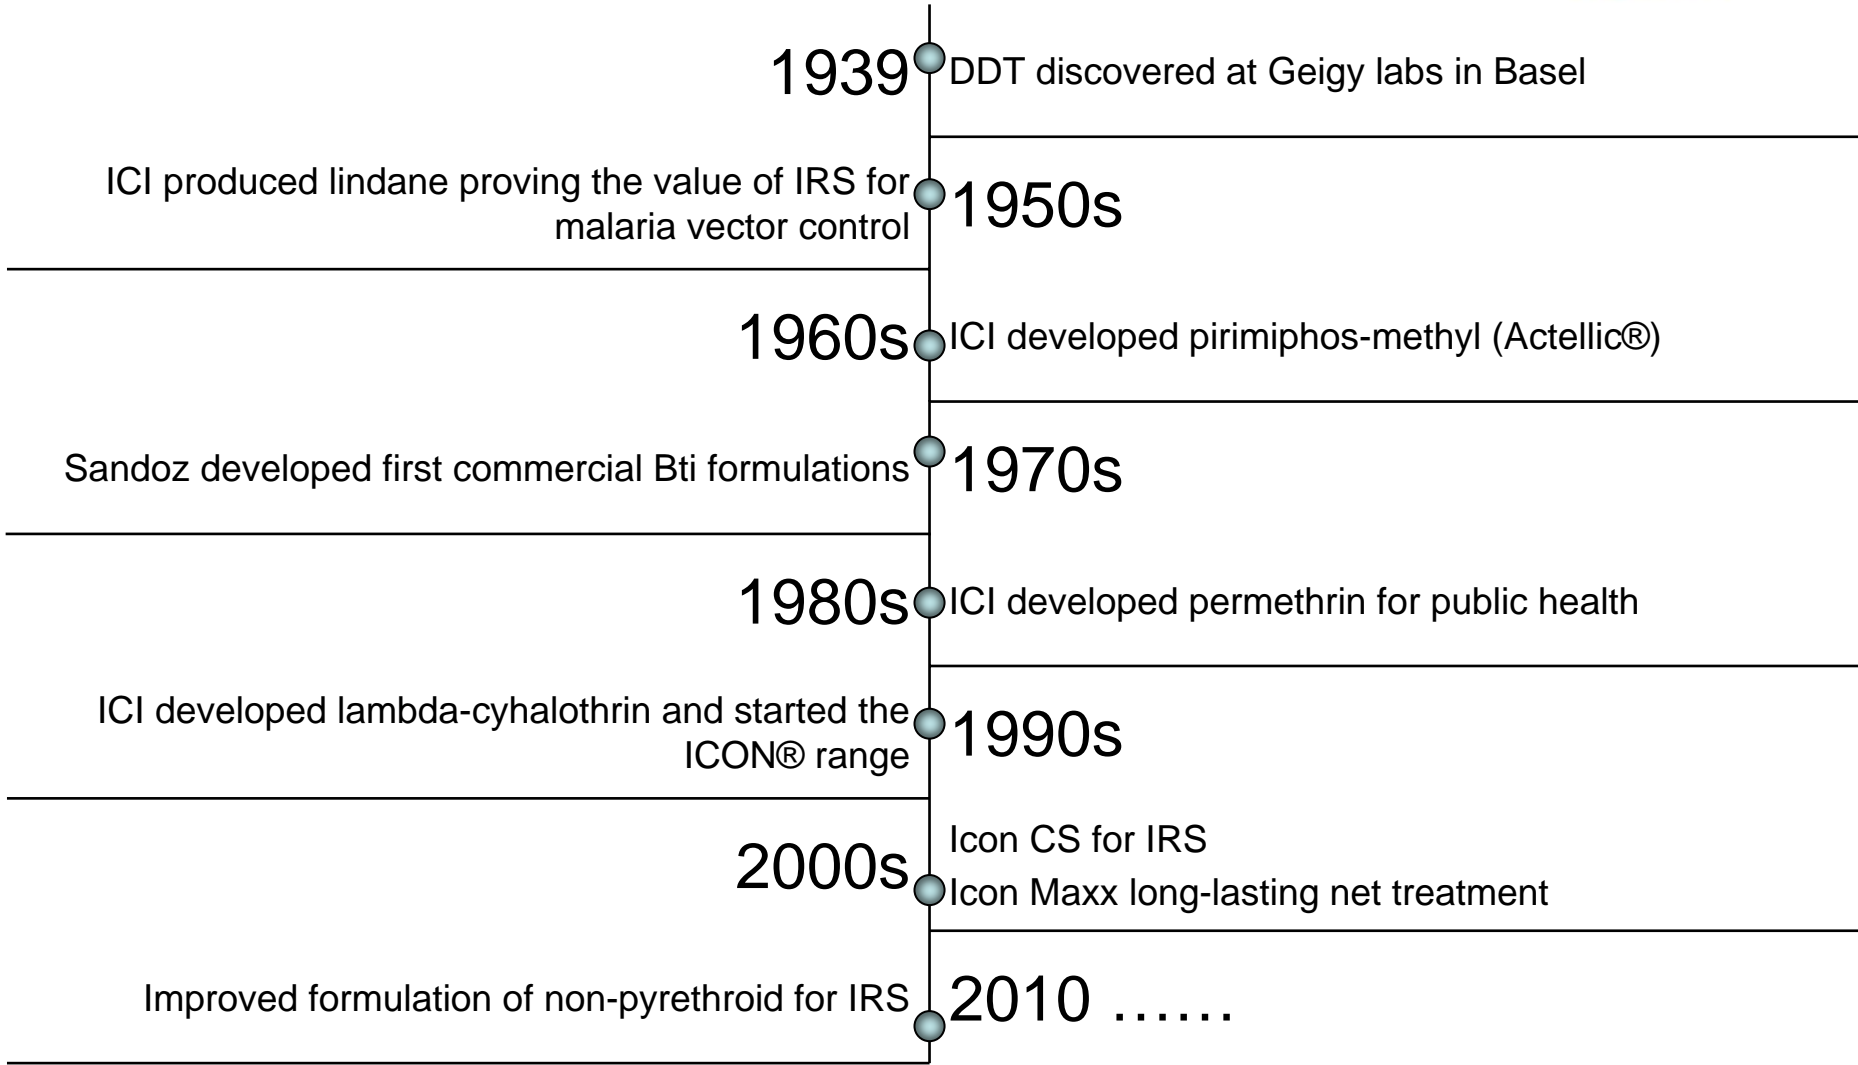 1939
DDT discovered at Geigy labs in Basel
ICI produced lindane proving the value of IRS for
malaria vector control
1950s
1960s
ICI developed pirimiphos-methyl (Actellic®)
Sandoz developed first commercial Bti formulations
1970s
1980s
ICI developed permethrin for public health
ICI developed lambda-cyhalothrin and started the
ICON® range
1990s
2000s
Icon CS for IRS
Icon Maxx long-lasting net treatment
Improved formulation of non-pyrethroid for IRS
2010 ……